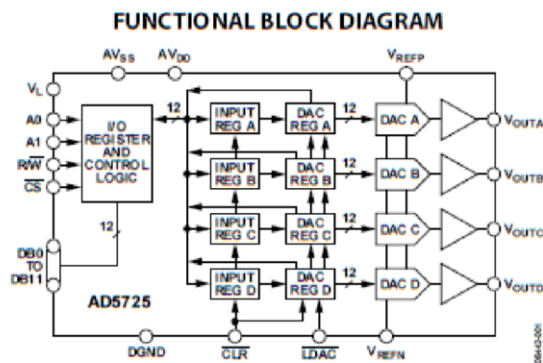 FUNCTIONAL BLOCK DIAGRAM
AVSS AVDD VREFP
VL
A0
A1
R/W
CS
I/O
REGISTER
AND
CONTROL
LOGIC
12
INPUT
REG A
DAC
REG A
12
DAC A
VOUTA
INPUT
REG B
DAC
REG B
12
DAC B
VOUTB
INPUT
REG C
DAC
REG C
12
DAC C
VOUTC
INPUT
REG D
DAC
REG D
12
DAC D
VOUTD
12
DB0
TO
DB11
AD5725
DGND CLR LDAC VREFN
06442-001